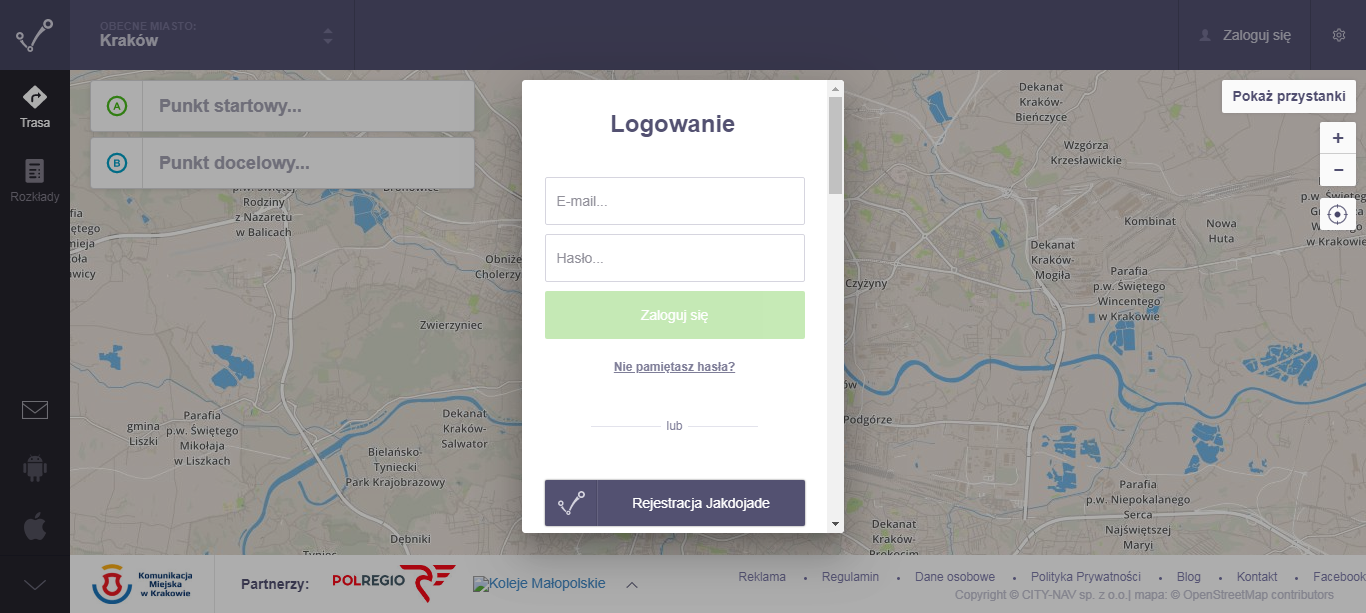 OBECNE MIASTO:
Kraków
Zaloguj się
Trasa
Rozkłady
A
Punkt startowy...
B
Punkt docelowy...
Pokaż przystanki
+
−
Logowanie
E-mail...
Hasło...
Zaloguj się
Nie pamiętasz hasła?
lub
Rejestracja Jakdojade
Rodziny
z Nazaretu
w Balicach
Zwierzyniec
gmina
Liszki
Parafia
p.w. Świętego
Mikołaja
w Liszkach
Bielańsko-
Tyniecki
Park Krajobrazowy
Dekanat
Kraków-
Salwator
Dębniki
Tyniec
Dekanat
Kraków-
Bieńczyce
Wzgórza
Krzesławickie
Kombinat
Nowa
Huta
Dekanat
Kraków-
Mogiła
Parafia
p.w. Świętego
Wincentego
w Krakowie
Czyżyny
Podgórze
Dekanat
Kraków-
Prokocim
Parafia
p.w. Niepokalanego
Serca
Najświętszej
Maryi
Komunikacja
Miejska
w Krakowie
Partnerzy:
POLREGIO
Koleje Małopolskie
Reklama • Regulamin • Dane osobowe • Polityka Prywatności • Blog • Kontakt • Facebook
Copyright © CITY-NAV sp. z o.o.| mapa: © OpenStreetMap contributors